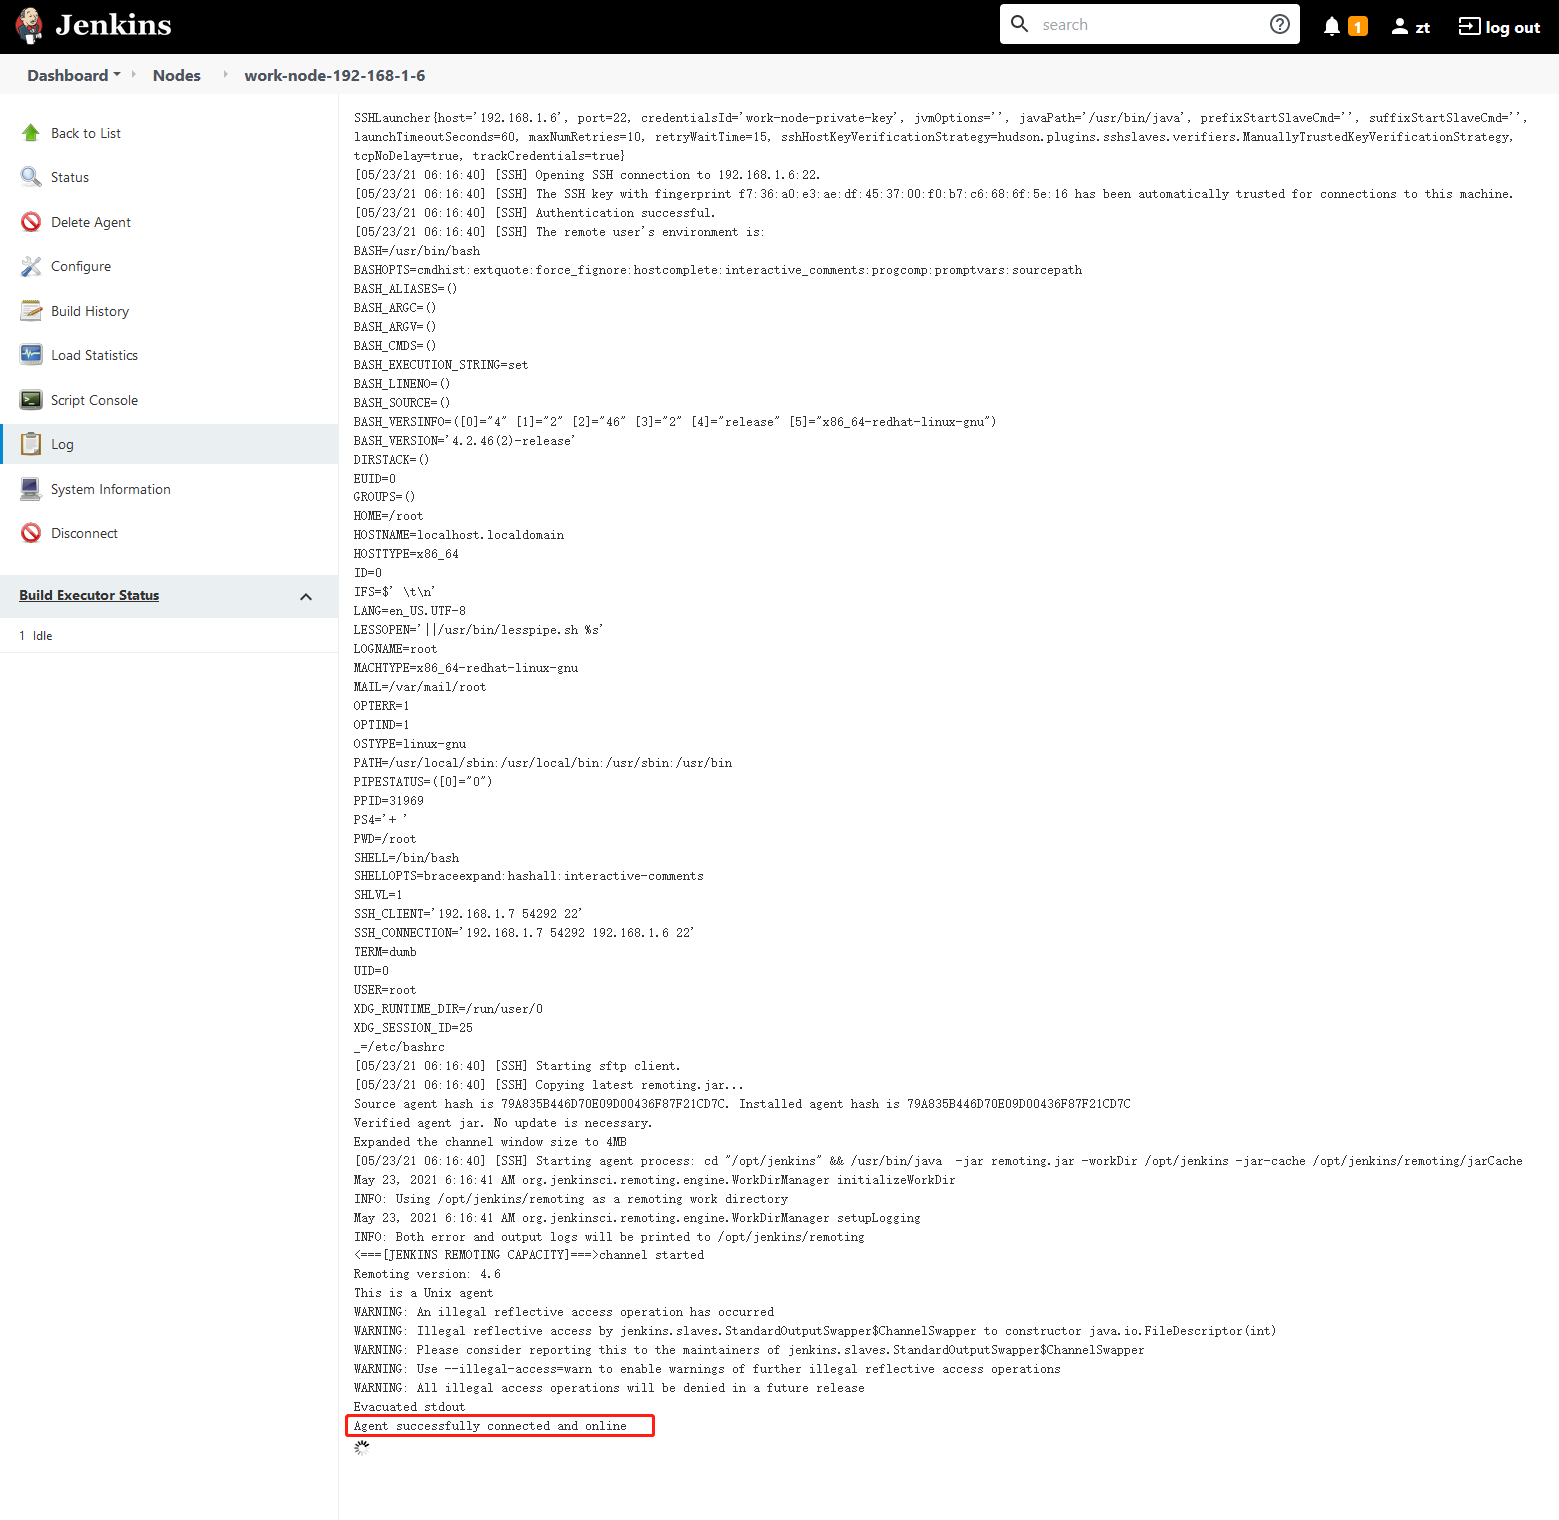 Jenkins
search
1
zt
log out
Dashboard
Nodes
work-node-192-168-1-6
Back to List
Status
Delete Agent
Configure
Build History
Load Statistics
Script Console
Log
System Information
Disconnect
Build Executor Status
1 Idle
SSHLauncher{host='192.168.1.6', port=22, credentialsId='work-node-private-key', jvmOptions='', javaPath='/usr/bin/java', prefixStartSlaveCmd='', suffixStartSlaveCmd='',
launchTimeoutSeconds=60, maxNumRetries=10, retryWaitTime=15, sshHostKeyVerificationStrategy=hudson.plugins.sshslaves.verifiers.ManuallyTrustedKeyVerificationStrategy,
tcpNoDelay=true, trackCredentials=true}
[05/23/21 06:16:40] [SSH] Opening SSH connection to 192.168.1.6:22.
[05/23/21 06:16:40] [SSH] The SSH key with fingerprint f7:36:a0:e3:ae:df:45:37:00:f0:b7:c6:68:6f:5e:16 has been automatically trusted for connections to this machine.
[05/23/21 06:16:40] [SSH] Authentication successful.
[05/23/21 06:16:40] [SSH] The remote user's environment is:
BASH=/usr/bin/bash
BASHOPTS=cmdhist:extquote:force_fignore:hostcomplete:interactive_comments:progcomp:promptvars:sourcepath
BASH_ALIASES=()
BASH_ARGC=()
BASH_ARGV=()
BASH_CMDS=()
BASH_EXECUTION_STRING=set
BASH_LINENO=()
BASH_SOURCE=()
BASH_VERSINFO=([0]="4" [1]="2" [2]="46" [3]="2" [4]="release" [5]="x86_64-redhat-linux-gnu")
BASH_VERSION='4.2.46(2)-release'
DIRSTACK=()
EUID=0
GROUPS=()
HOME=/root
HOSTNAME=localhost.localdomain
HOSTTYPE=x86_64
ID=0
IFS=$' \t\n'
LANG=en_US.UTF-8
LESSOPEN='||/usr/bin/lesspipe.sh %s'
LOGNAME=root
MACHTYPE=x86_64-redhat-linux-gnu
MAIL=/var/mail/root
OPTERR=1
OPTIND=1
OSTYPE=linux-gnu
PATH=/usr/local/sbin:/usr/local/bin:/usr/sbin:/usr/bin
PIPESTATUS=([0]="0")
PPID=31969
PS4='+ '
PWD=/root
SHELL=/bin/bash
SHELLOPTS=braceexpand:hashall:interactive-comments
SHLVL=1
SSH_CLIENT='192.168.1.7 54292 22'
SSH_CONNECTION='192.168.1.7 54292 192.168.1.6 22'
TERM=dumb
UID=0
USER=root
XDG_RUNTIME_DIR=/run/user/0
XDG_SESSION_ID=25
_=/etc/bashrc
[05/23/21 06:16:40] [SSH] Starting sftp client.
[05/23/21 06:16:40] [SSH] Copying latest remoting.jar...
Source agent hash is 79A835B446D70E09D00436F87F21CD7C. Installed agent hash is 79A835B446D70E09D00436F87F21CD7C
Verified agent jar. No update is necessary.
Expanded the channel window size to 4MB
[05/23/21 06:16:40] [SSH] Starting agent process: cd "/opt/jenkins" && /usr/bin/java  -jar remoting.jar -workDir /opt/jenkins -jar-cache /opt/jenkins/remoting/jarCache
May 23, 2021 6:16:41 AM org.jenkinsci.remoting.engine.WorkDirManager initializeWorkDir
INFO: Using /opt/jenkins/remoting as a remoting work directory
May 23, 2021 6:16:41 AM org.jenkinsci.remoting.engine.WorkDirManager setupLogging
INFO: Both error and output logs will be printed to /opt/jenkins/remoting
<===[JENKINS REMOTING CAPACITY]===>channel started
Remoting version: 4.6
This is a Unix agent
WARNING: An illegal reflective access operation has occurred
WARNING: Illegal reflective access by jenkins.slaves.StandardOutputSwapper$ChannelSwapper to constructor java.io.FileDescriptor(int)
WARNING: Please consider reporting this to the maintainers of jenkins.slaves.StandardOutputSwapper$ChannelSwapper
WARNING: Use --illegal-access=warn to enable warnings of further illegal reflective access operations
WARNING: All illegal access operations will be denied in a future release
Evacuated stdout
Agent successfully connected and online